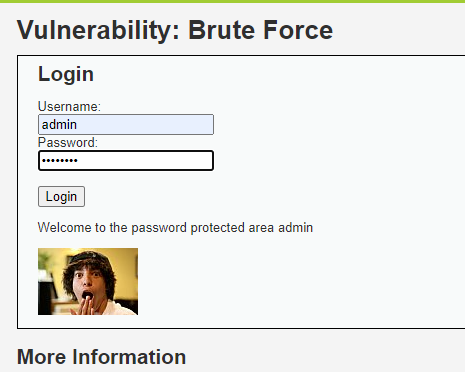 Vulnerability: Brute Force
Login
Username:
admin
Password:
••••••••
Login
Welcome to the password protected area admin
More Information